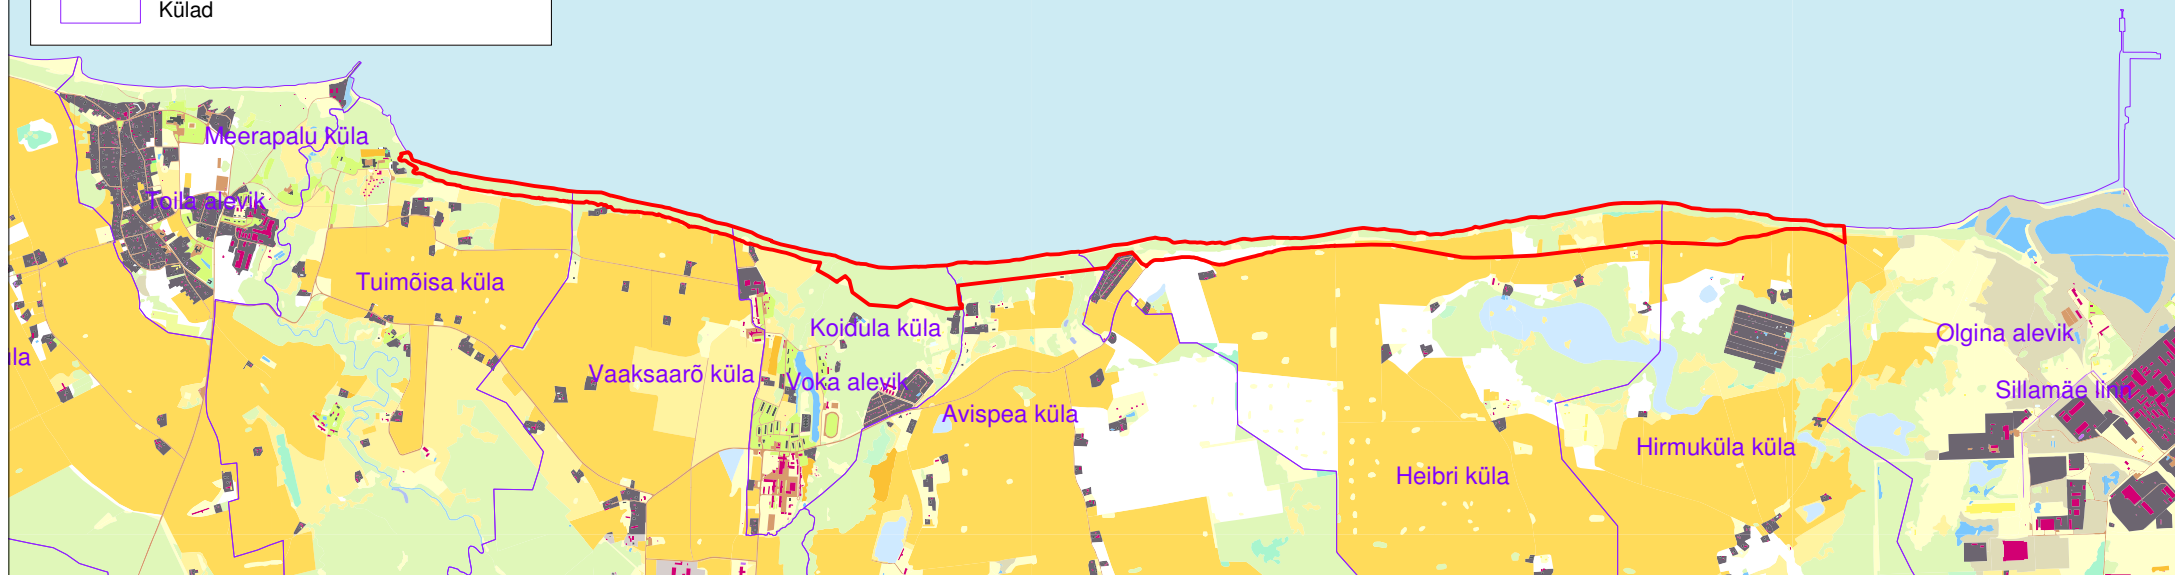 Külad
Meerapalu küla
Toila alevik
Tuimõisa küla
Koidula küla
Olgina alevik
ula
Vaaksaarõ küla
Voka alevik
Sillamäe linn
Avispea küla
Hirmuküla küla
Heibri küla